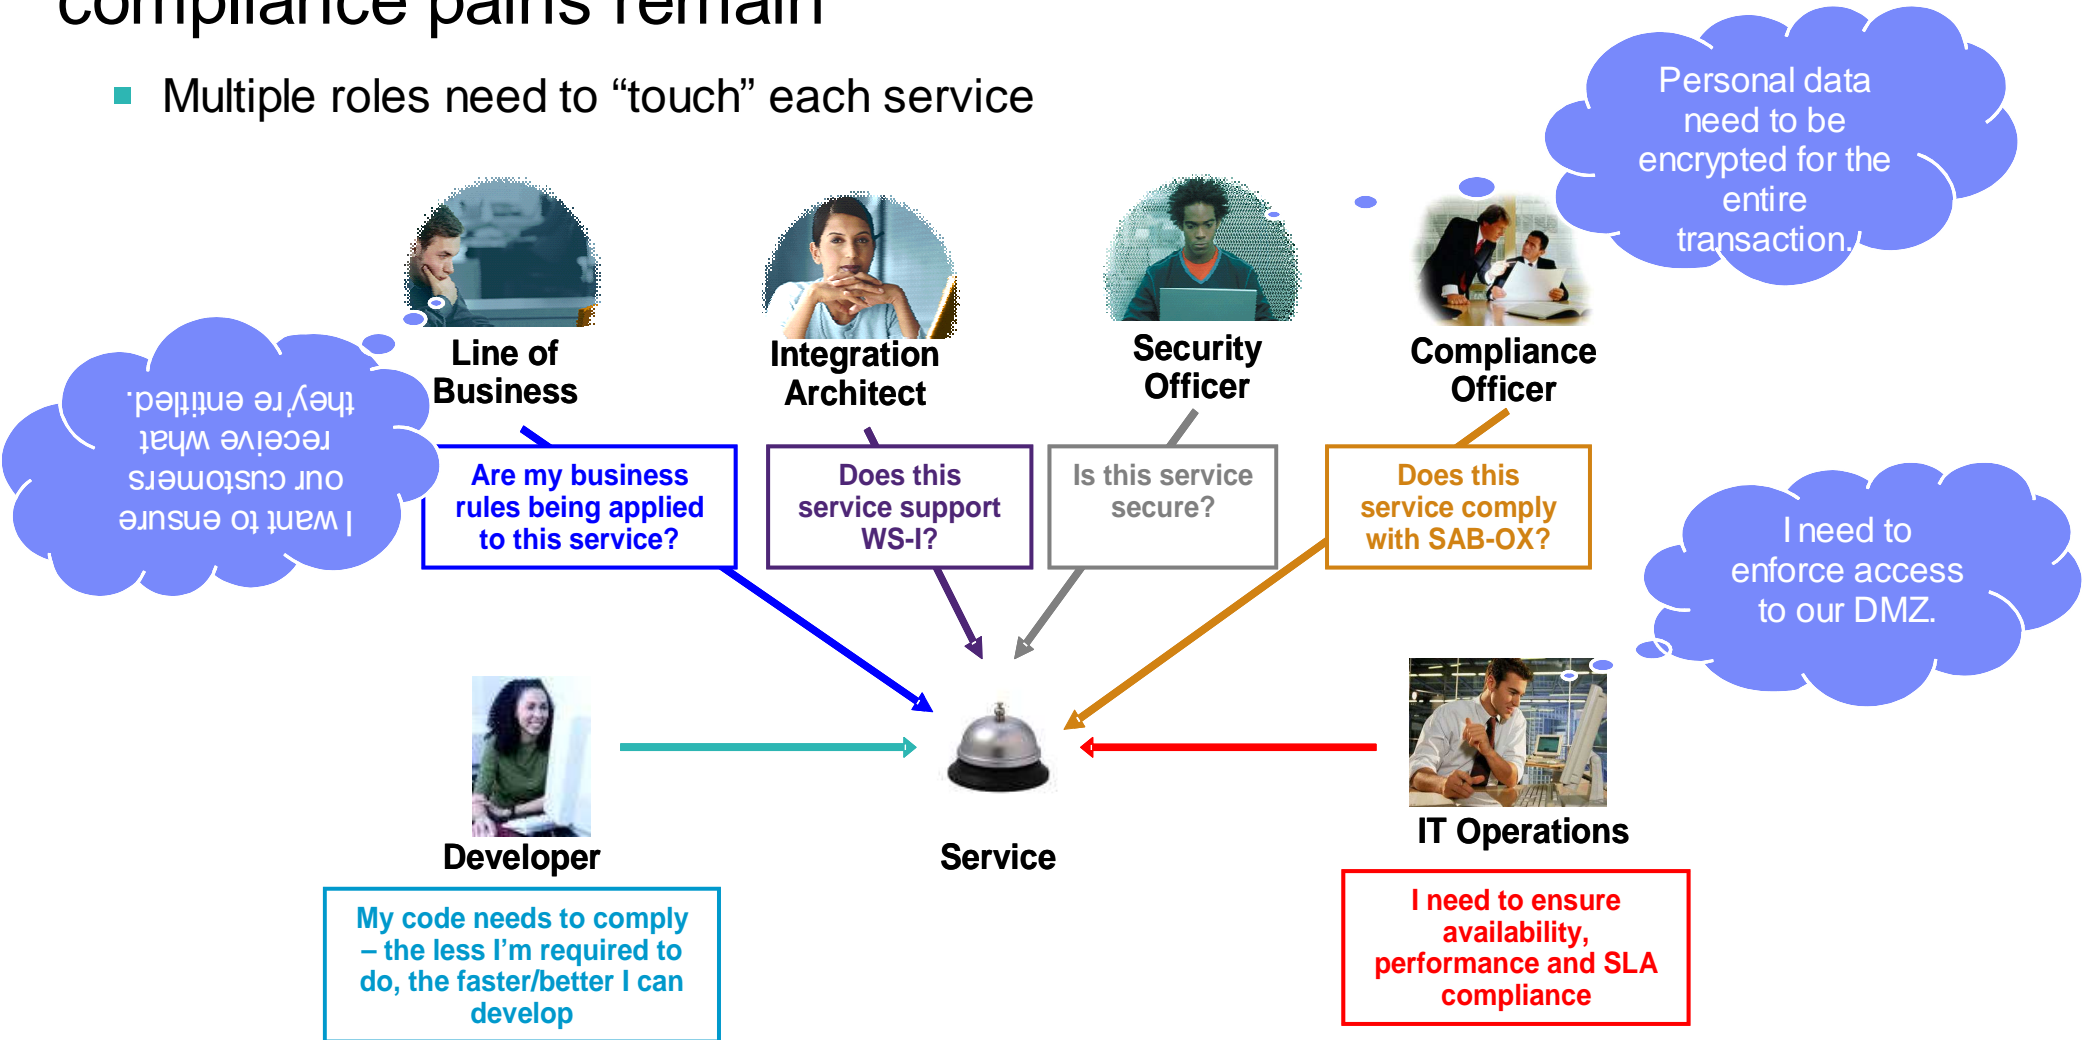 compliance pains remain
Multiple roles need to “touch” each service
Personal data
need to be
encrypted for the
entire
transaction.
Line of
Business
Integration
Architect
Security
Officer
Compliance
Officer
I want to ensure
our customers
receive what
they're entitled.
Are my business
rules being applied
to this service?
Does this
service support
WS-I?
Is this service
secure?
Does this
service comply
with SAB-OX?
I need to
enforce access
to our DMZ.
Developer
Service
IT Operations
My code needs to comply
– the less I’m required to
do, the faster/better I can
develop
I need to ensure
availability,
performance and SLA
compliance